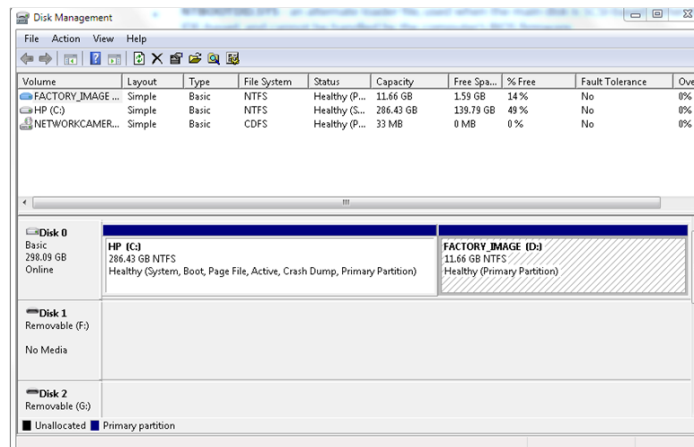 Disk Management
File Action View Help
Volume Layout Type File System Status Capacity Free Spa... % Free Fault Tolerance Ove
FACTORY_IMAGE ... Simple Basic NTFS Healthy (P... 11.66 GB 1.59 GB 14 % No 0%
HP (C:) Simple Basic NTFS Healthy (S... 286.43 GB 139.79 GB 49 % No 0%
NETWORKCAMER... Simple Basic CDFS Healthy (P... 33 MB 0 MB 0 % No 0%
Disk 0
Basic
298.09 GB
Online
HP (C:)
286.43 GB NTFS
Healthy (System, Boot, Page File, Active, Crash Dump, Primary Partition)
FACTORY_IMAGE (D:)
11.66 GB NTFS
Healthy (Primary Partition)
Disk 1
Removable (F:)
No Media
Disk 2
Removable (G:)
Unallocated Primary partition